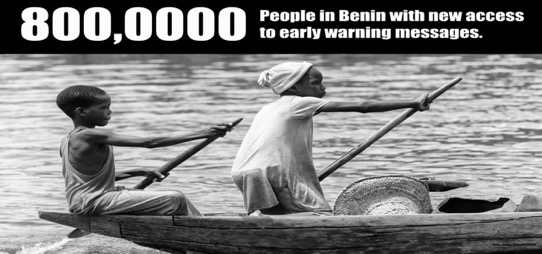 800,0000
People in Benin with new access
to early warning messages.